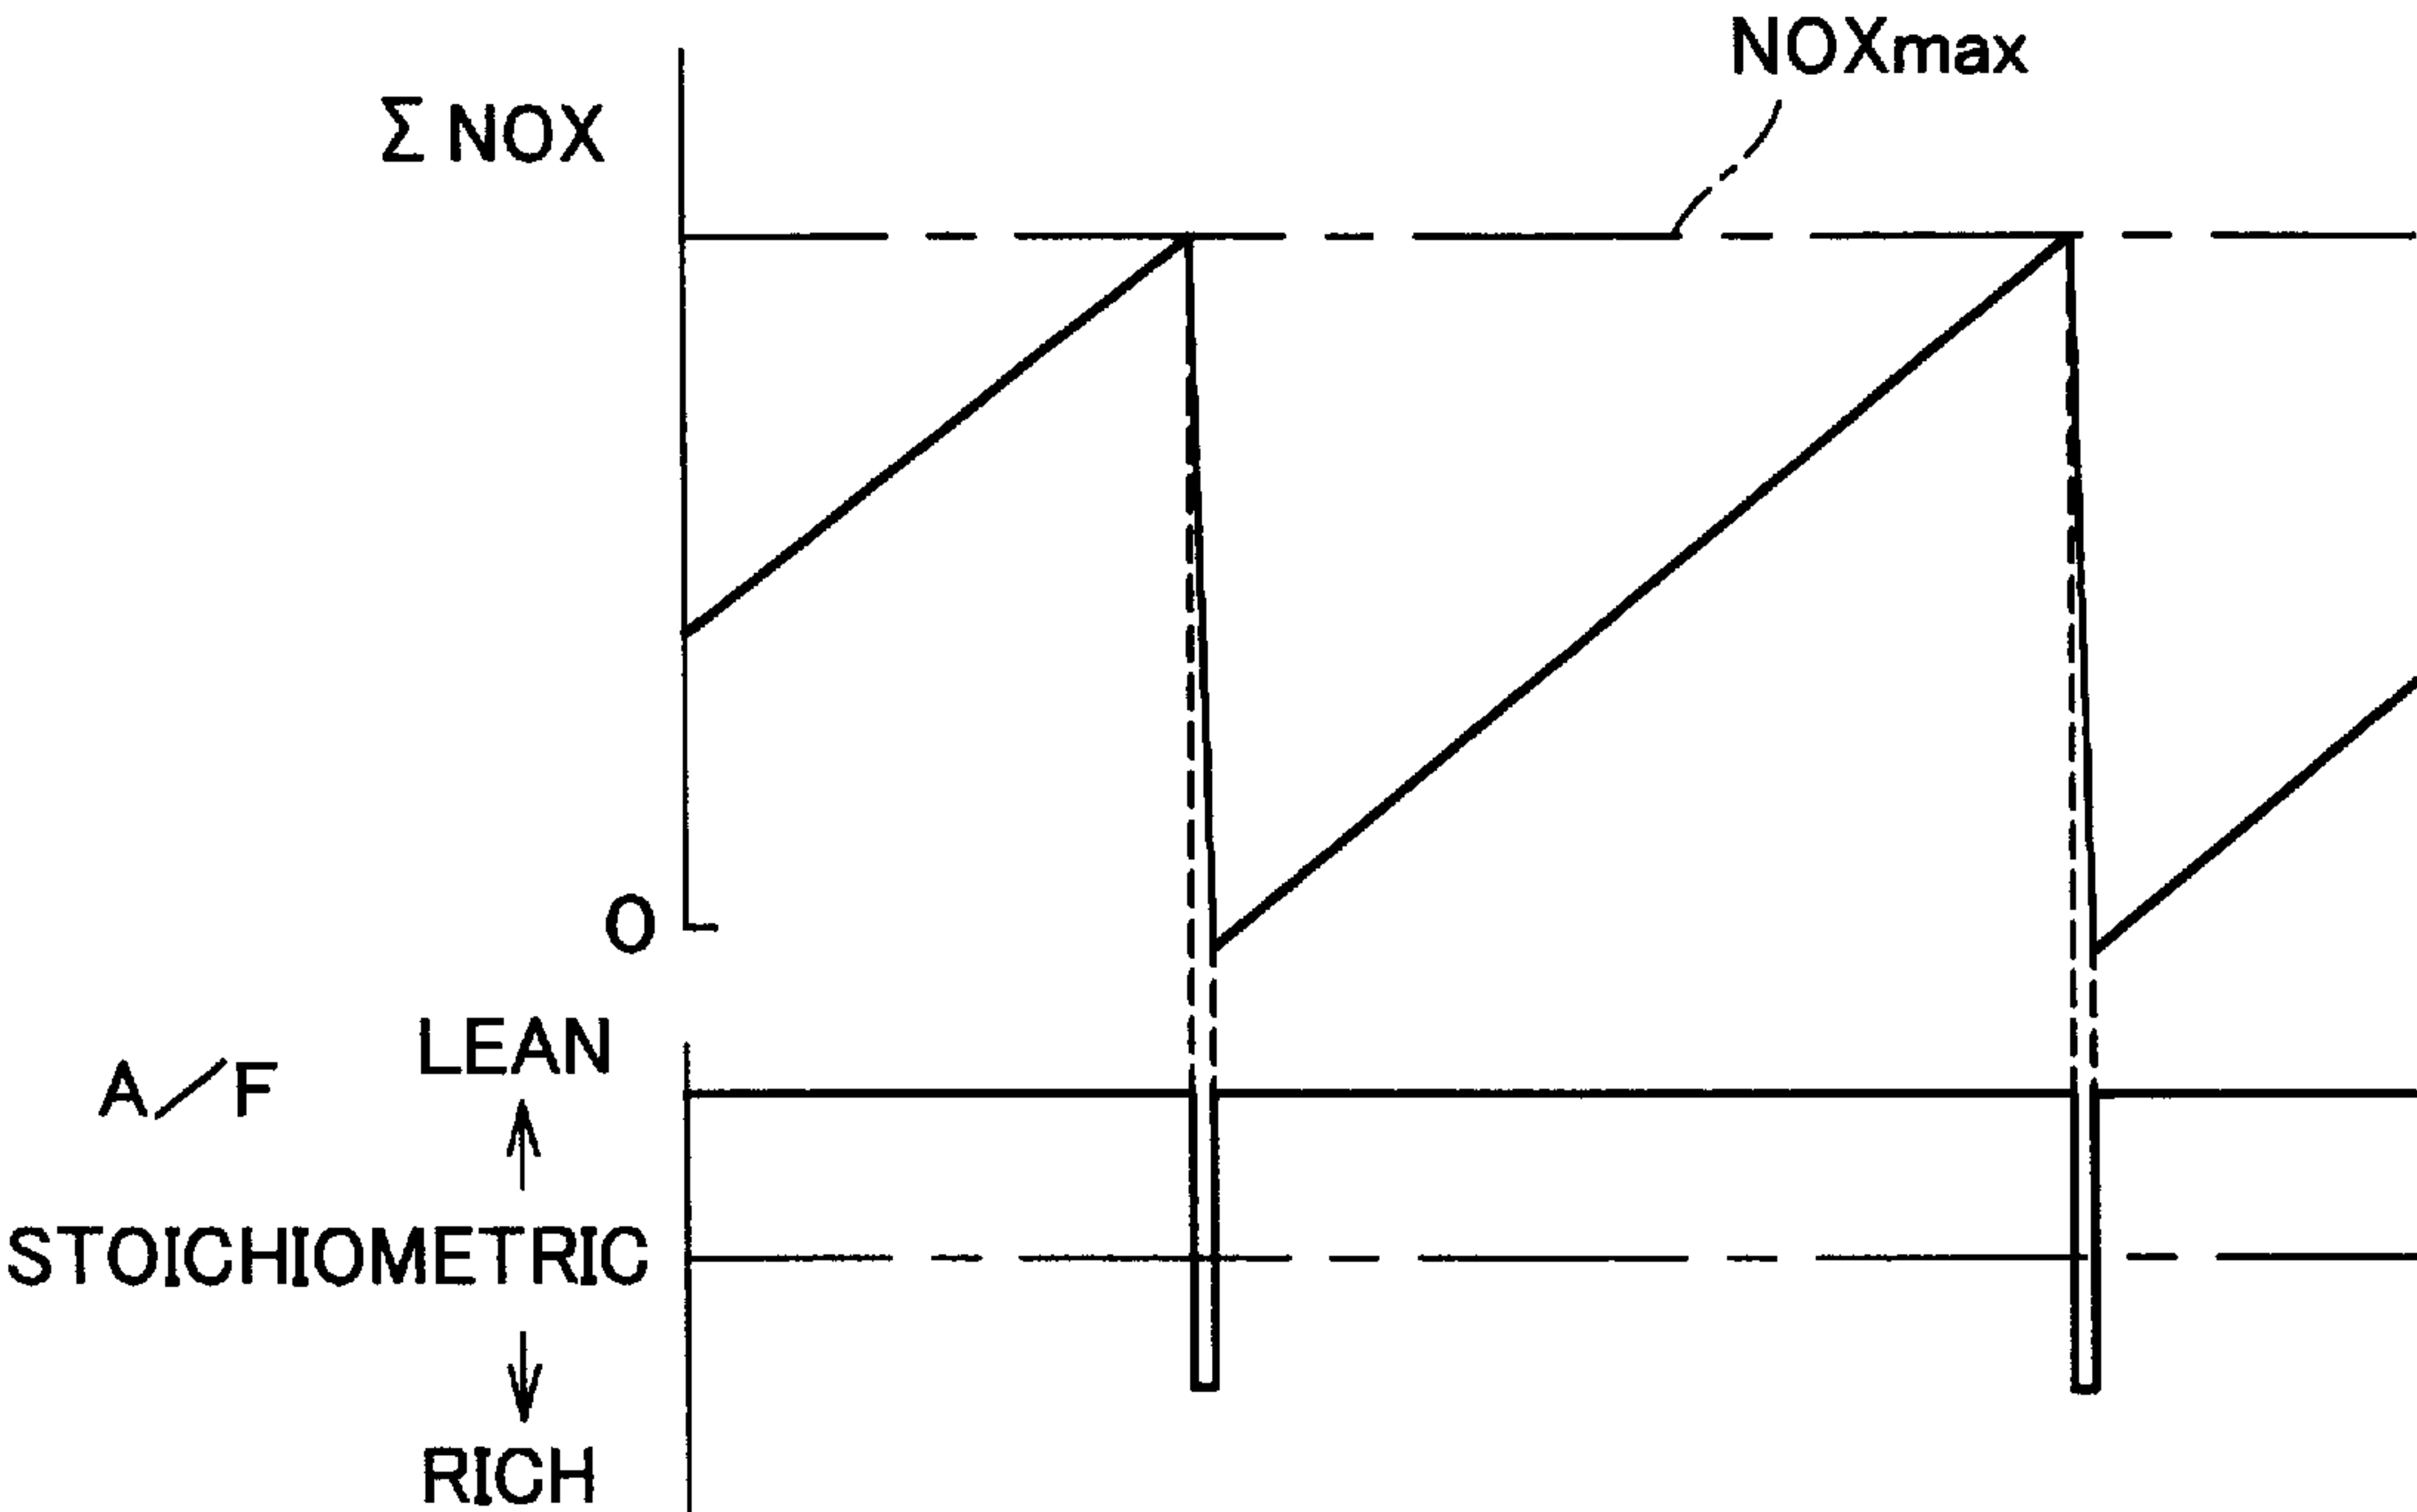 NOXmax
Σ NOX
0
LEAN
A/F
STOICHIOMETRIC
RICH